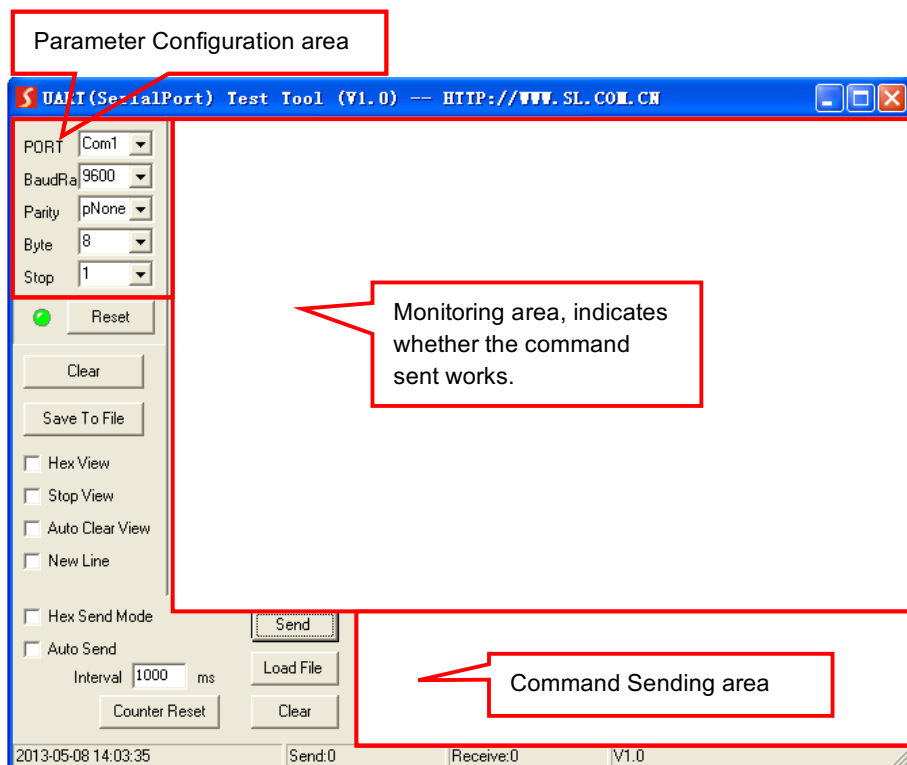 Parameter Configuration area
UART(SerialPort) Test Tool (V1.0) -- HTTP://WWW.SL.COM.CN
PORT Com1
BaudRa 9600
Parity pNone
Byte 8
Stop 1
Reset
Monitoring area, indicates
whether the command
sent works.
Clear
Save To File
Hex View
Stop View
Auto Clear View
New Line
Hex Send Mode
Send
Auto Send
Interval 1000 ms
Load File
Counter Reset
Clear
Command Sending area
2013-05-08 14:03:35 Send:0 Receive:0 V1.0